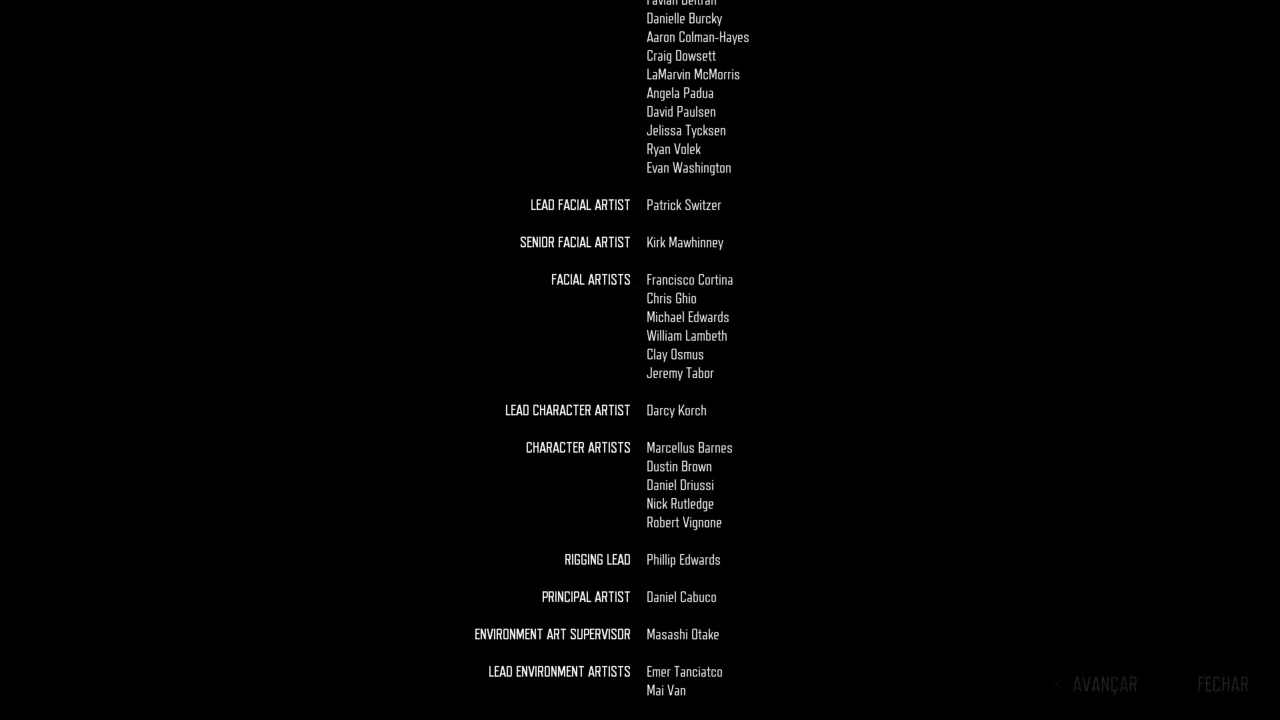 Favian Beltran
Danielle Burcky
Aaron Colman-Hayes
Craig Dowsett
LaMarvin McMorris
Angela Padua
David Paulsen
Jelissa Tycksen
Ryan Volek
Evan Washington
LEAD FACIAL ARTIST Patrick Switzer
SENIOR FACIAL ARTIST Kirk Mawhinney
FACIAL ARTISTS Francisco Cortina
Chris Ghio
Michael Edwards
William Lambeth
Clay Osmus
Jeremy Tabor
LEAD CHARACTER ARTIST Darcy Korch
CHARACTER ARTISTS Marcellus Barnes
Dustin Brown
Daniel Driussi
Nick Rutledge
Robert Vignone
RIGGING LEAD Phillip Edwards
PRINCIPAL ARTIST Daniel Cabuco
ENVIRONMENT ART SUPERVISOR Masashi Otake
LEAD ENVIRONMENT ARTISTS Emer Tanciatco
Mai Van
AVANÇAR FECHAR